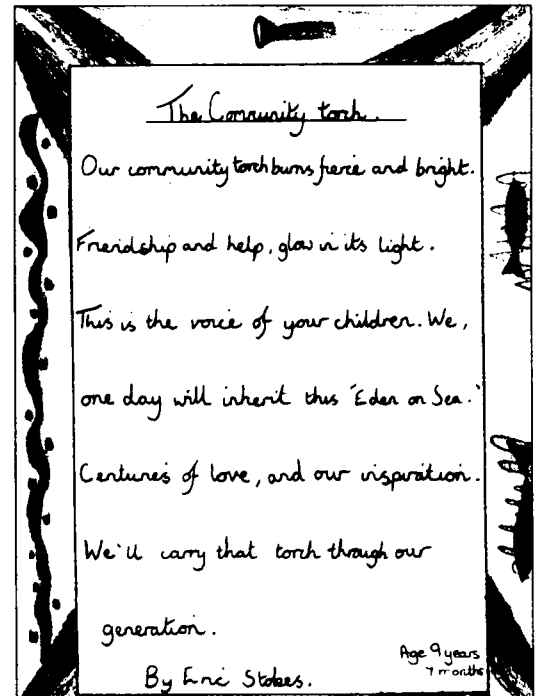 The Community torch.
Our community torch burns fierce and bright.
Friendship and help, glow in its light.
This is the voice of your children. We,
one day will inherit this 'Eden on Sea.'
Centuries of love, and our inspiration.
We'll carry that torch through our
generation.
Age 9 years
7 months
By Eric Stokes.